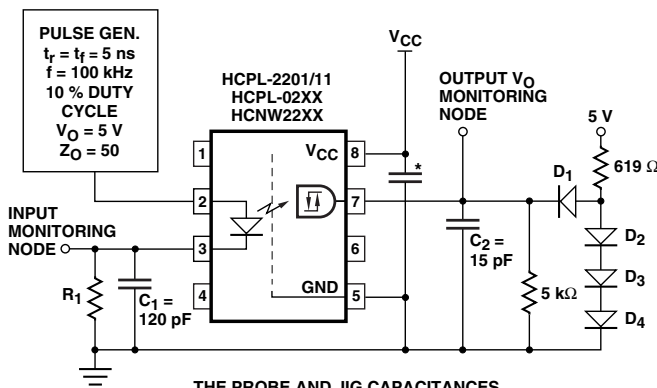 PULSE GEN.
tr = tf = 5 ns
f = 100 kHz
10 % DUTY
CYCLE
VO = 5 V
ZO = 50
HCPL-2201/11
HCPL-02XX
HCNW22XX
VCC
OUTPUT VO
MONITORING
NODE
5 V
619 Ω
D1
D2
D3
D4
1
2
3
4
VCC
GND
8
7
6
5
*
INPUT
MONITORING
NODE
R1
C1 =
120 pF
C2 =
15 pF
5 kΩ
THE PROBE AND JIG CAPACITANCES